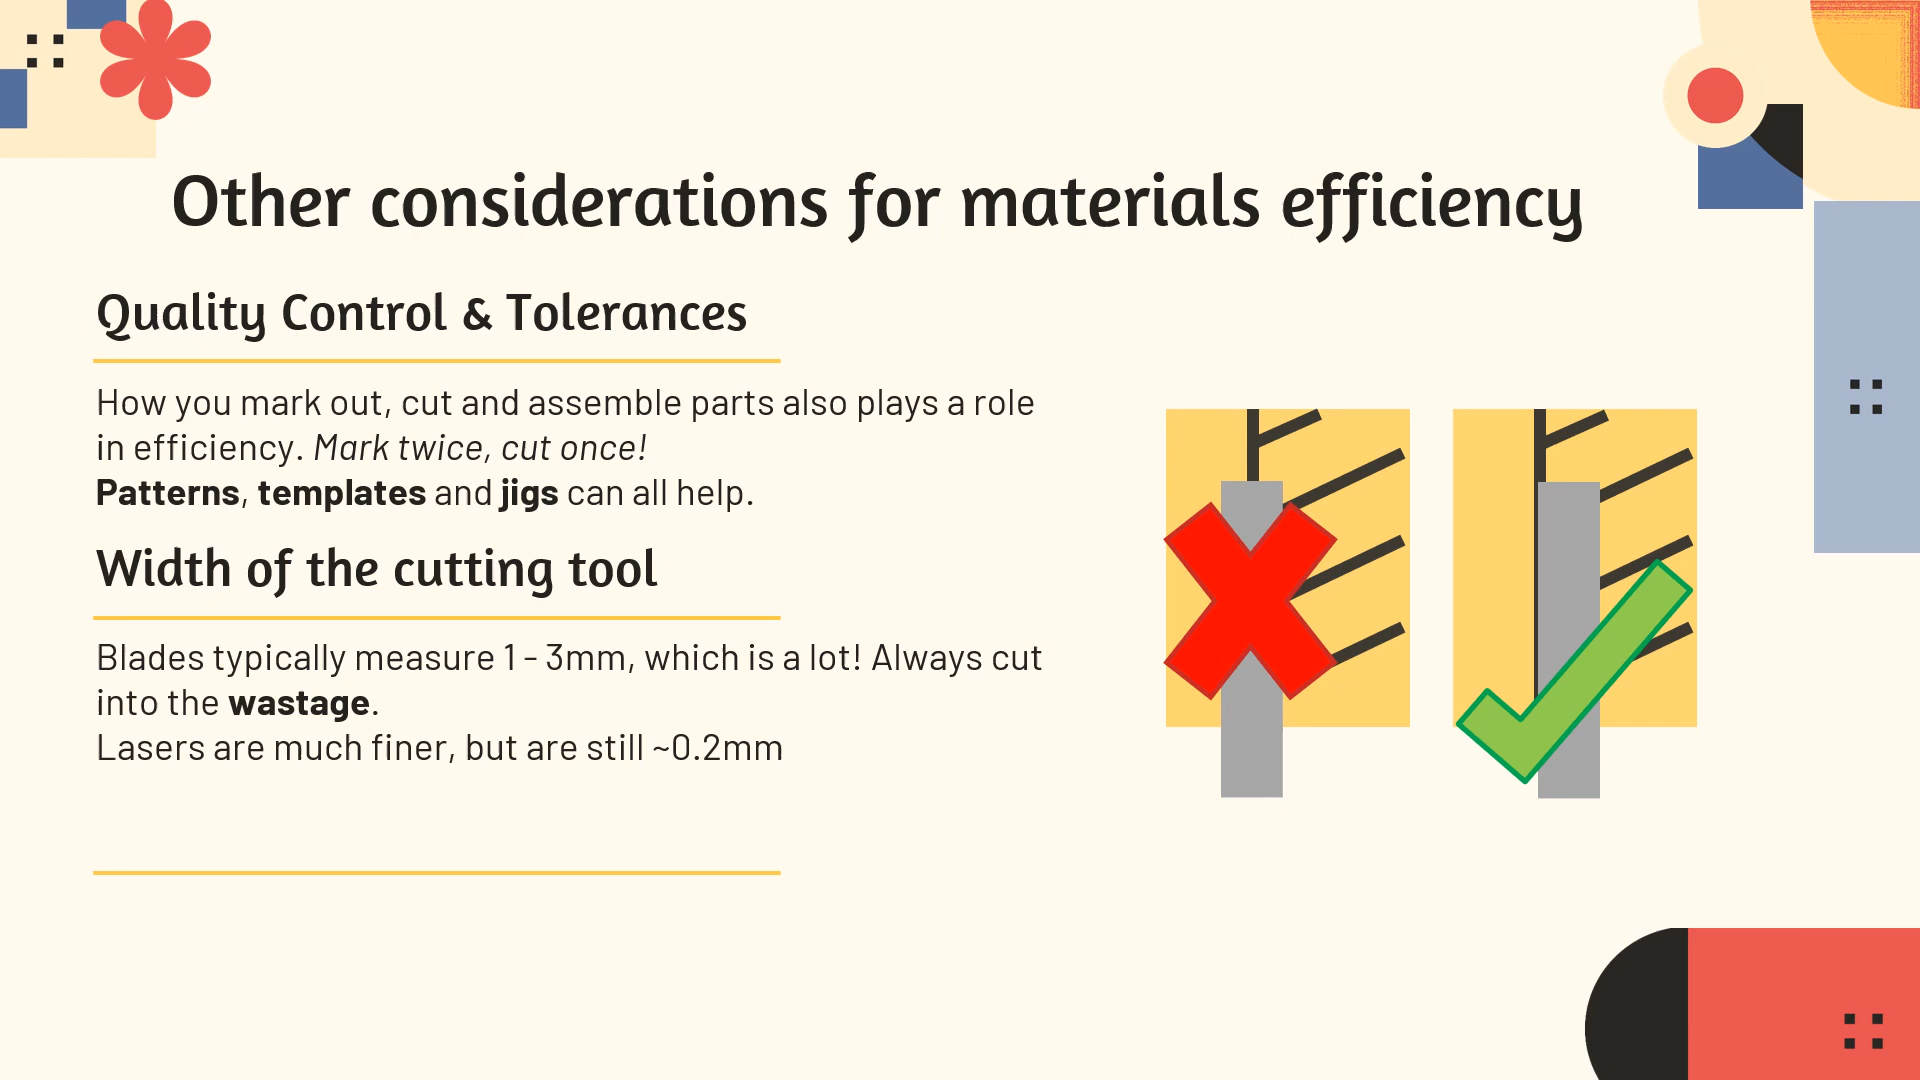 Other considerations for materials efficiency
Quality Control & Tolerances
How you mark out, cut and assemble parts also plays a role
in efficiency. Mark twice, cut once!
Patterns, templates and jigs can all help.
Width of the cutting tool
Blades typically measure 1 - 3mm, which is a lot! Always cut
into the wastage.
Lasers are much finer, but are still ~0.2mm